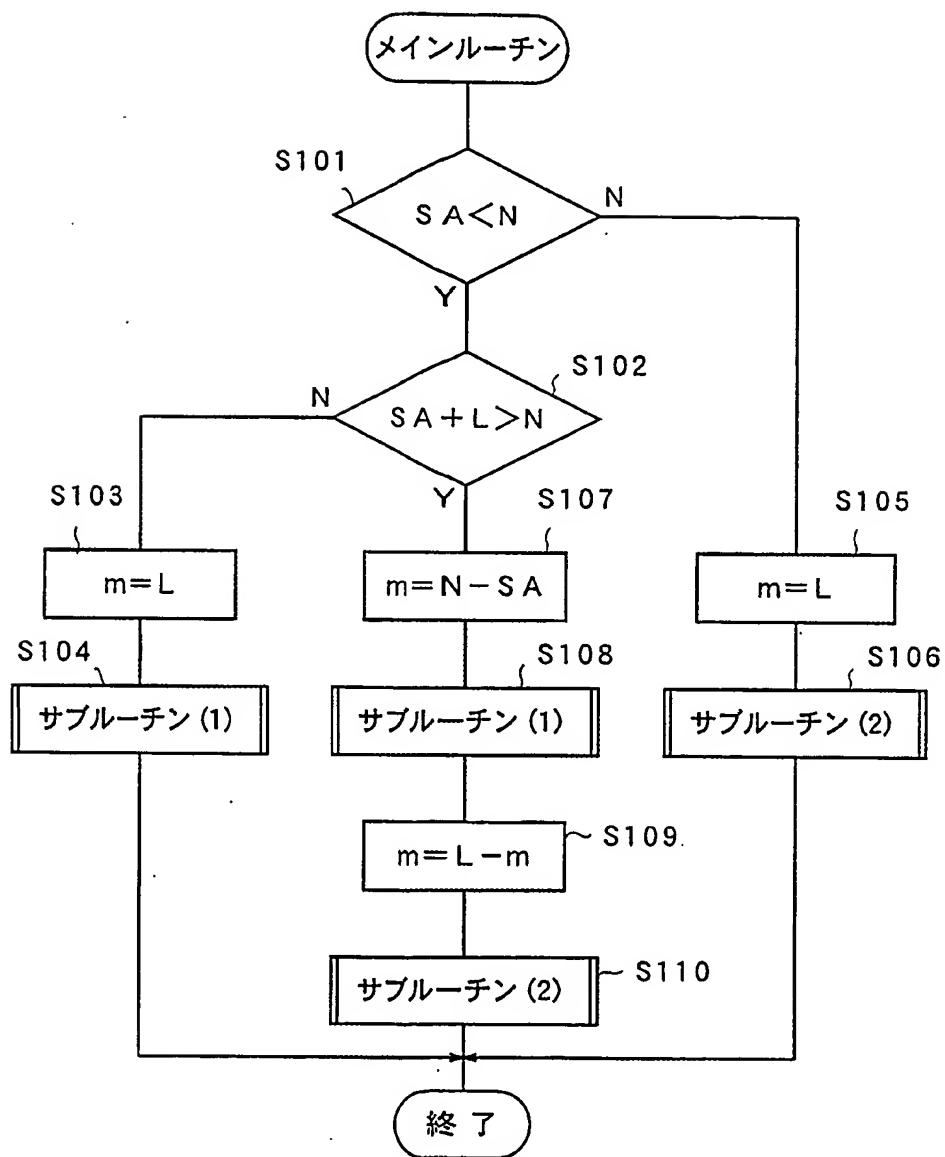 メインルーチン
S101
SA<N
N
Y
S102
N
SA+L>N
Y
S103
S107
S105
m=L
m=N-SA
m=L
S104
S108
S106
サブルーチン(1)
サブルーチン(1)
サブルーチン(2)
m=L-m
S109
サブルーチン(2)
S110
終了